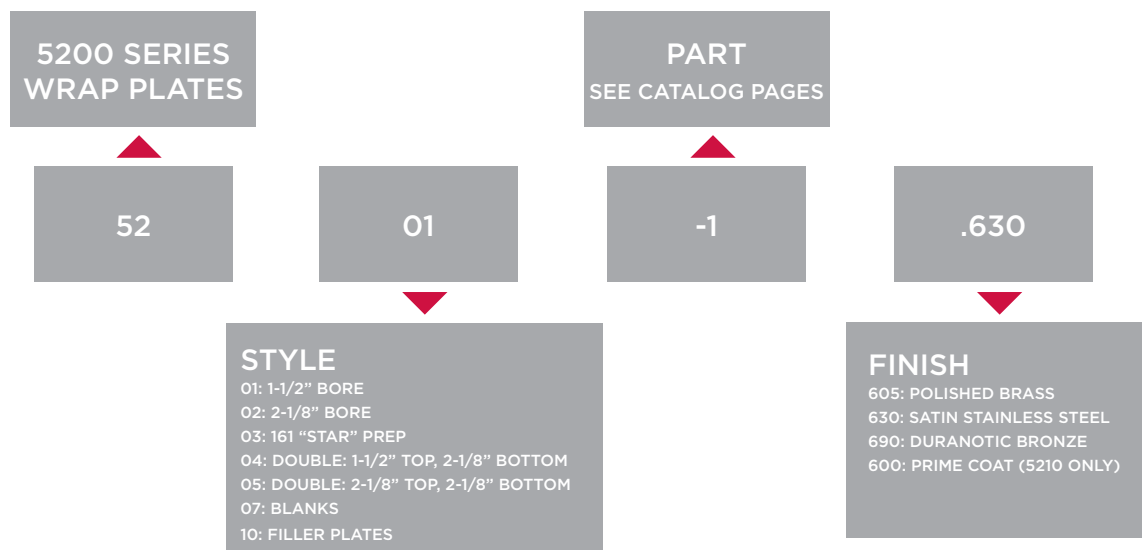 5200 SERIES
WRAP PLATES
PART
SEE CATALOG PAGES
52
01
-1
.630
STYLE
01: 1-1/2” BORE
02: 2-1/8” BORE
03: 161 “STAR” PREP
04: DOUBLE: 1-1/2” TOP, 2-1/8” BOTTOM
05: DOUBLE: 2-1/8” TOP, 2-1/8” BOTTOM
07: BLANKS
10: FILLER PLATES
FINISH
605: POLISHED BRASS
630: SATIN STAINLESS STEEL
690: DURANOTIC BRONZE
600: PRIME COAT (5210 ONLY)